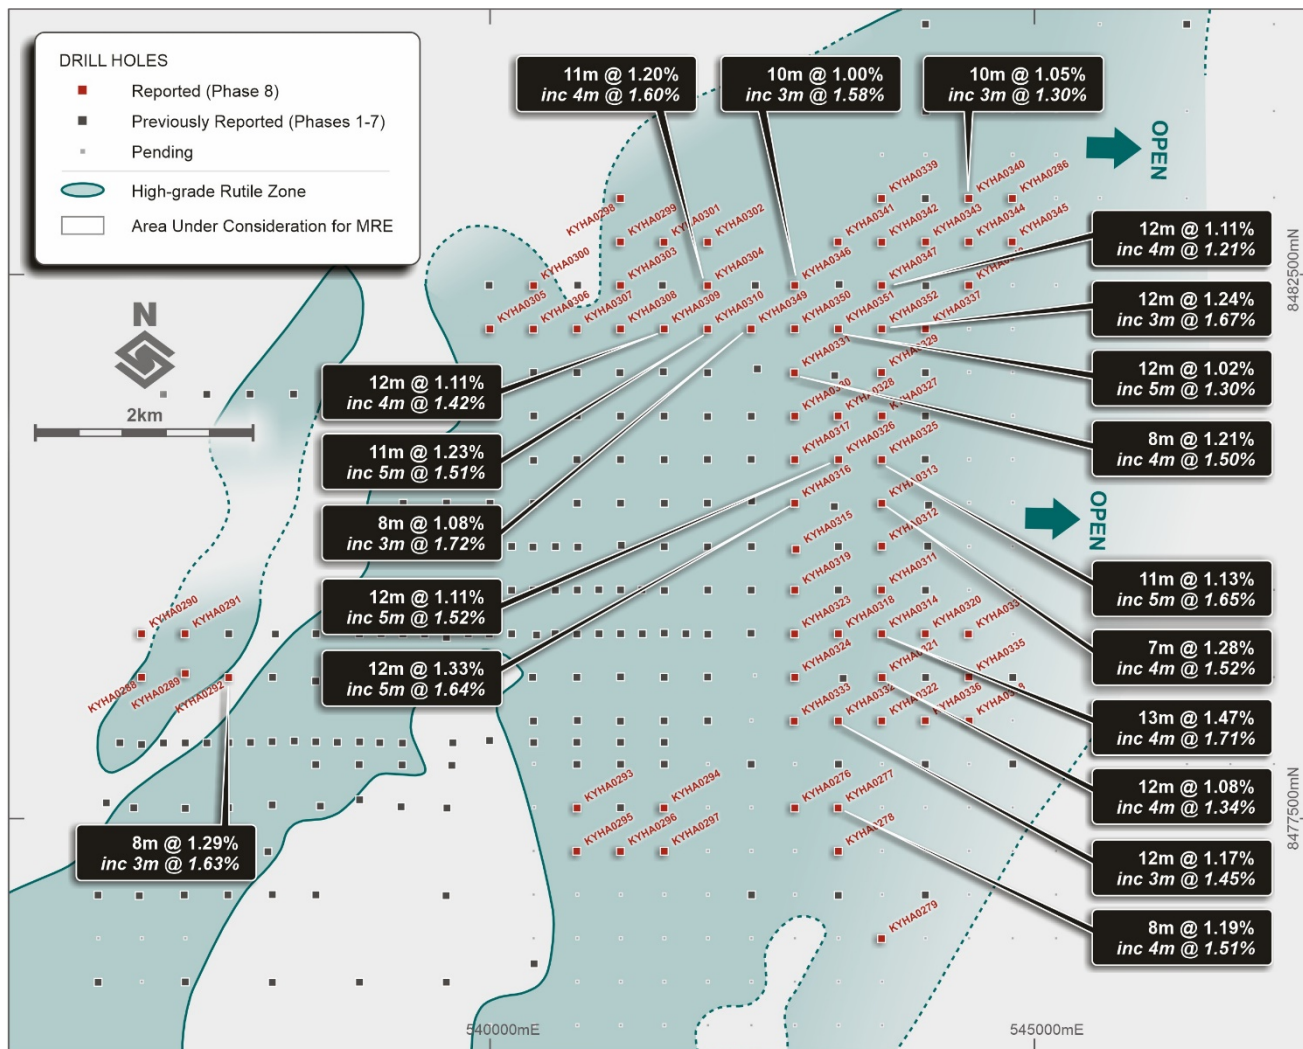 DRILL HOLES
Reported (Phase 8)
Previously Reported (Phases 1-7)
Pending
High-grade Rutile Zone
Area Under Consideration for MRE
N
2km
11m @ 1.20%
inc 4m @ 1.60%
10m @ 1.00%
inc 3m @ 1.58%
10m @ 1.05%
inc 3m @ 1.30%
OPEN
KYHA0339
KYHA0340
KYHA0286
KYHA0298
KYHA0299
KYHA0301
KYHA0302
KYHA0341
KYHA0342
KYHA0343
KYHA0344
KYHA0345
KYHA0300
KYHA0303
KYHA0304
KYHA0346
KYHA0347
KYHA0305
KYHA0306
KYHA0307
KYHA0308
KYHA0309
KYHA0310
KYHA0349
KYHA0350
KYHA0351
KYHA0352
KYHA0337
12m @ 1.11%
inc 4m @ 1.21%
8482500mN
12m @ 1.24%
inc 3m @ 1.67%
12m @ 1.02%
inc 5m @ 1.30%
8m @ 1.21%
inc 4m @ 1.50%
12m @ 1.11%
inc 4m @ 1.42%
11m @ 1.23%
inc 5m @ 1.51%
8m @ 1.08%
inc 3m @ 1.72%
12m @ 1.11%
inc 5m @ 1.52%
12m @ 1.33%
inc 5m @ 1.64%
KYHA0331
KYHA0329
KYHA0330
KYHA0328
KYHA0327
KYHA0317
KYHA0326
KYHA0325
KYHA0316
KYHA0313
KYHA0315
KYHA0312
OPEN
KYHA0319
KYHA0311
KYHA0323
KYHA0318
KYHA0314
KYHA0320
KYHA0324
KYHA0321
KYHA0335
KYHA0333
KYHA0332
KYHA0322
KYHA0336
11m @ 1.13%
inc 5m @ 1.65%
7m @ 1.28%
inc 4m @ 1.52%
13m @ 1.47%
inc 4m @ 1.71%
12m @ 1.08%
inc 4m @ 1.34%
12m @ 1.17%
inc 3m @ 1.45%
8m @ 1.19%
inc 4m @ 1.51%
8477500mN
KYHA0290
KYHA0291
KYHA0288
KYHA0289
KYHA0292
8m @ 1.29%
inc 3m @ 1.63%
KYHA0293
KYHA0294
KYHA0276
KYHA0277
KYHA0295
KYHA0296
KYHA0297
KYHA0278
KYHA0279
540000mE
545000mE